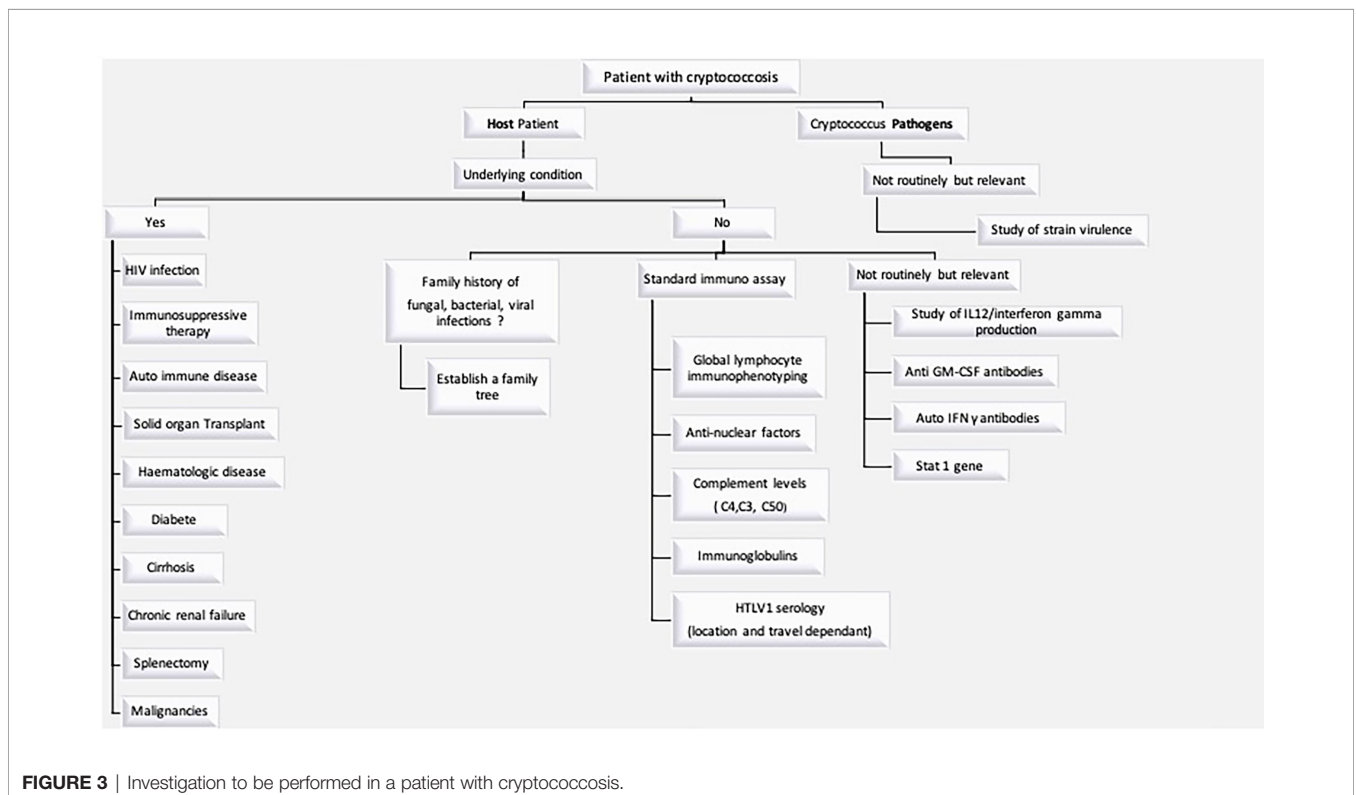 Patient with cryptococcosis
Host Patient
Cryptococcus Pathogens
Underlying condition
Not routinely but relevant
Study of strain virulence
Yes
No
HIV infection
Immunosuppressive
therapy
Auto immune disease
Solid organ Transplant
Haematologic disease
Diabete
Cirrhosis
Chronic renal failure
Splenectomy
Malignancies
Family history of
fungal, bacterial, viral
infections ?
Establish a family
tree
Standard immuno assay
Global lymphocyte
immunophenotyping
Anti-nuclear factors
Complement levels
( C4,C3, C50)
Immunoglobulins
HTLV1 serology
(location and travel dependant)
Not routinely but relevant
Study of IL12/interferon gamma
production
Anti GM-CSF antibodies
Auto IFN γ antibodies
Stat 1 gene
FIGURE 3 | Investigation to be performed in a patient with cryptococcosis.